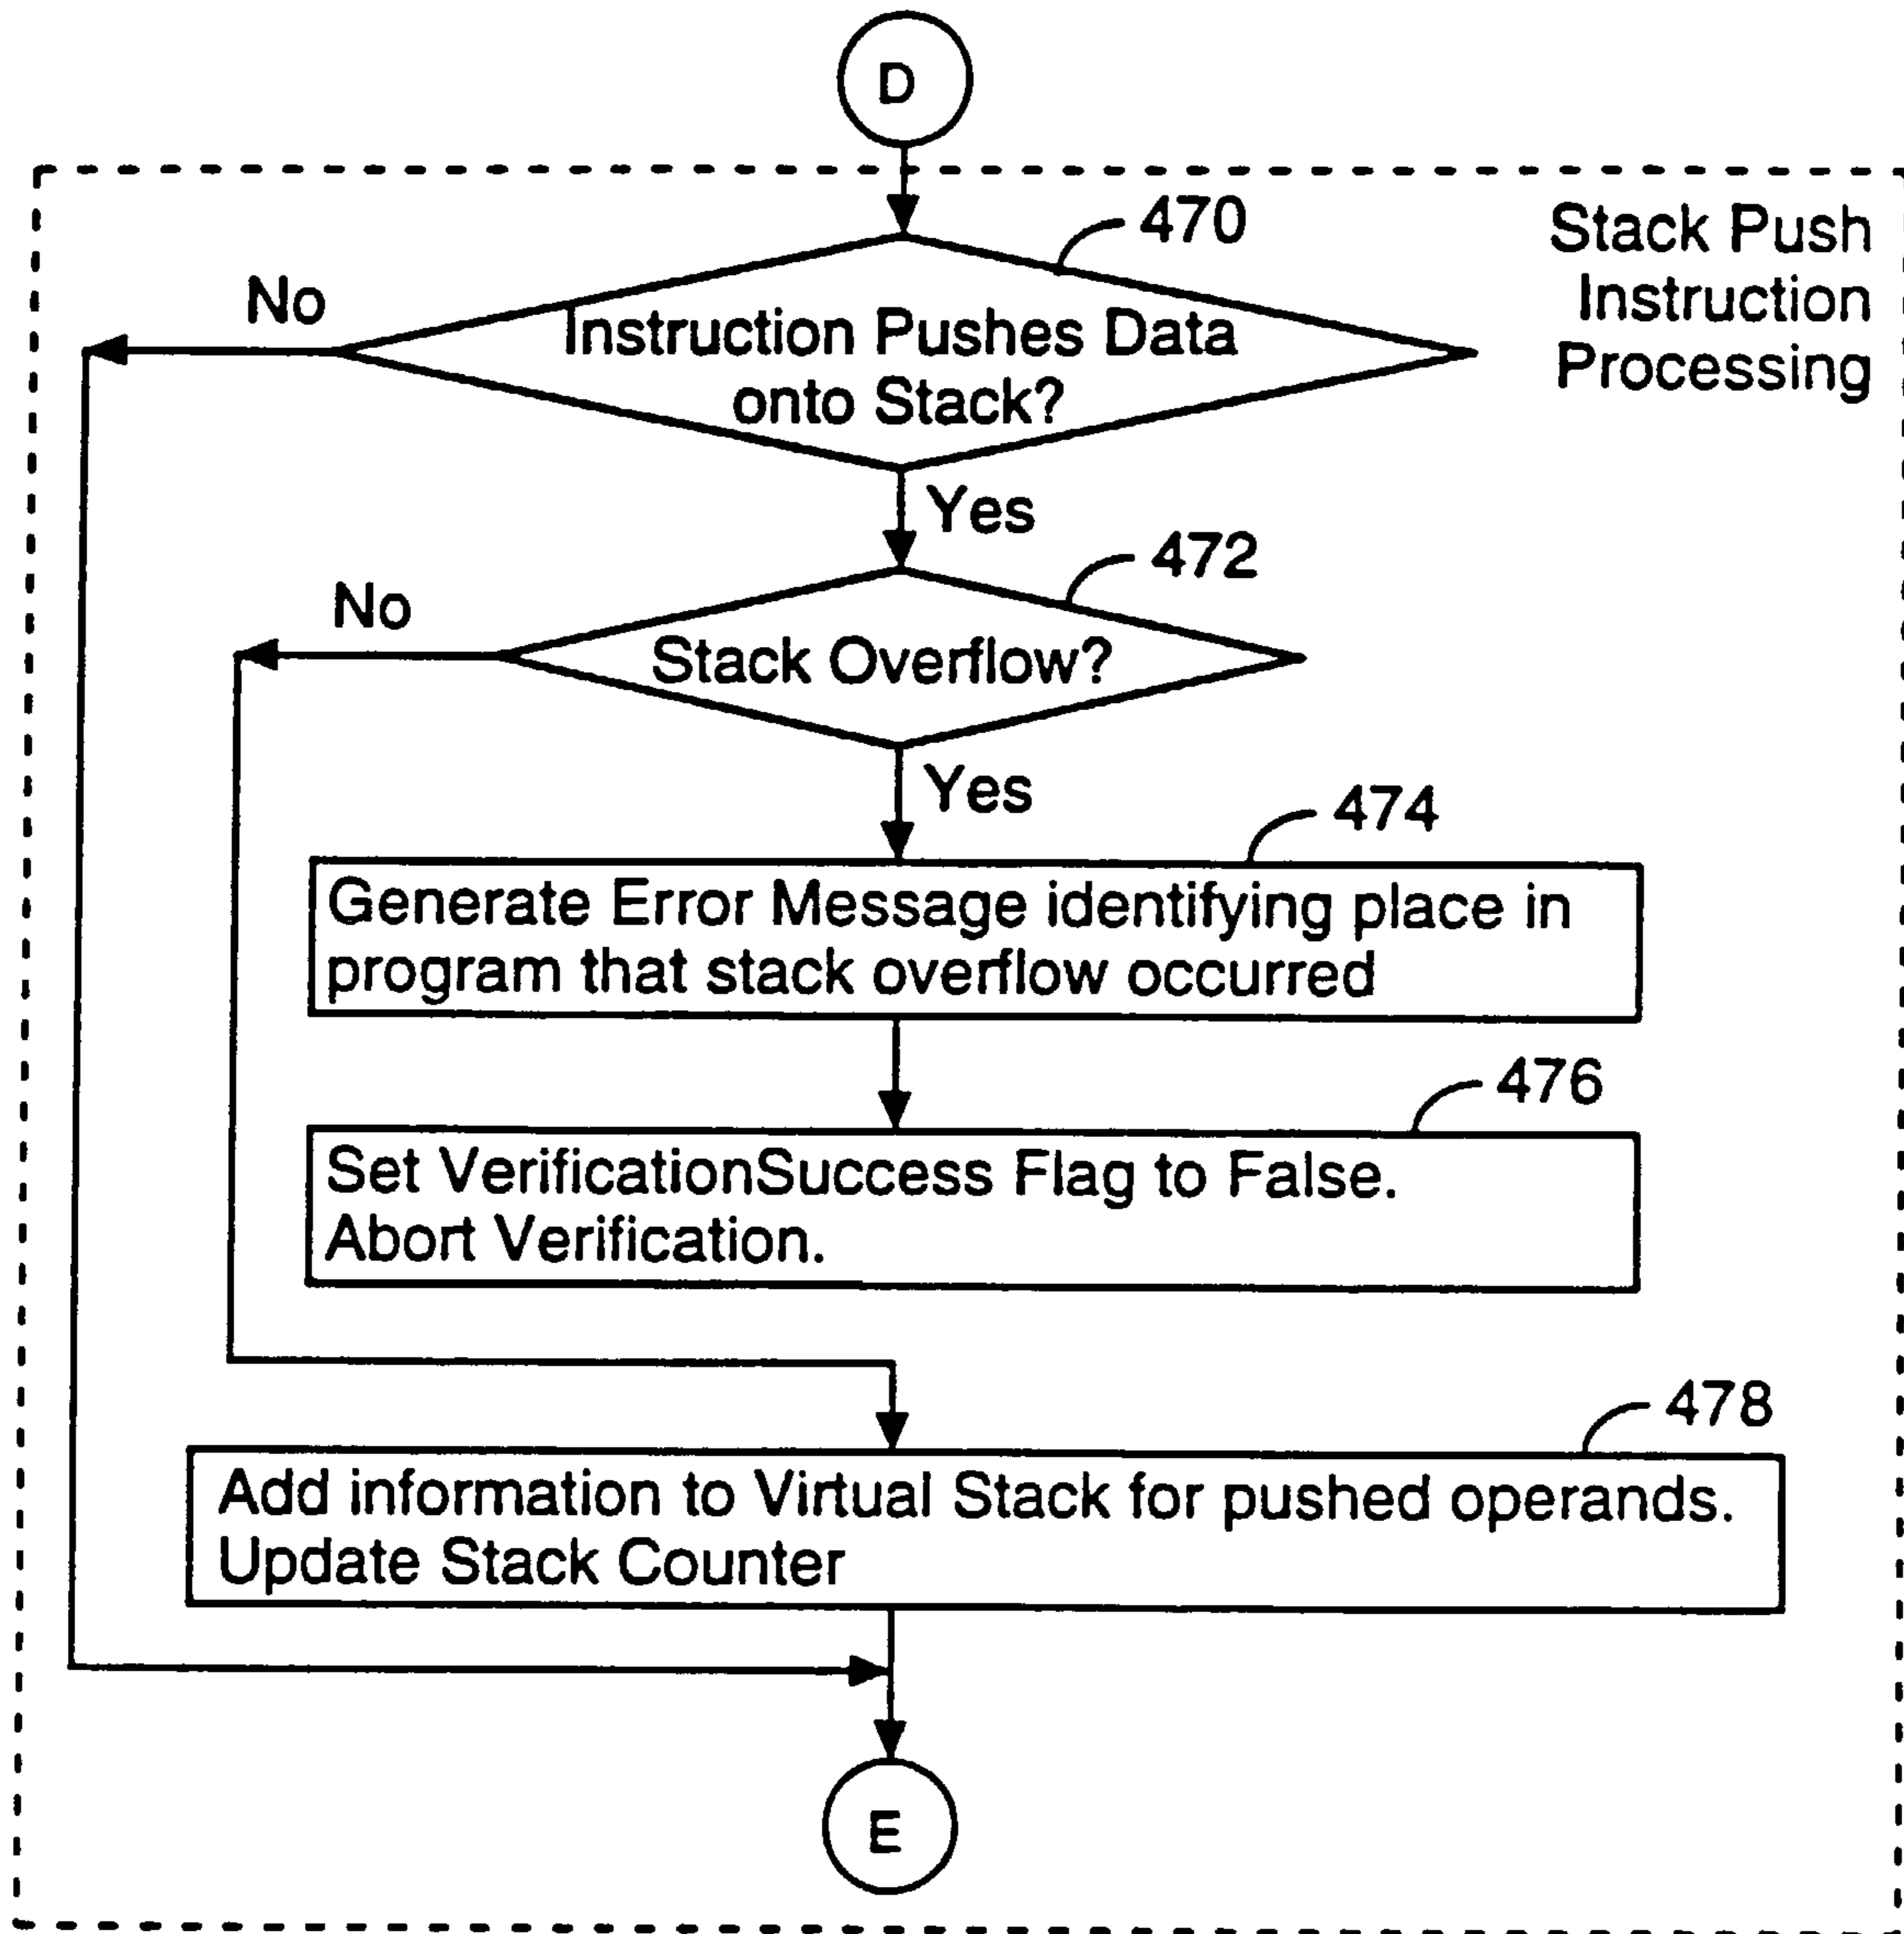 D
470
Stack Push
Instruction
Processing
No
Instruction Pushes Data
onto Stack?
Yes
472
No
Stack Overflow?
Yes
474
Generate Error Message identifying place in
program that stack overflow occurred
476
Set VerificationSuccess Flag to False.
Abort Verification.
478
Add information to Virtual Stack for pushed operands.
Update Stack Counter
E